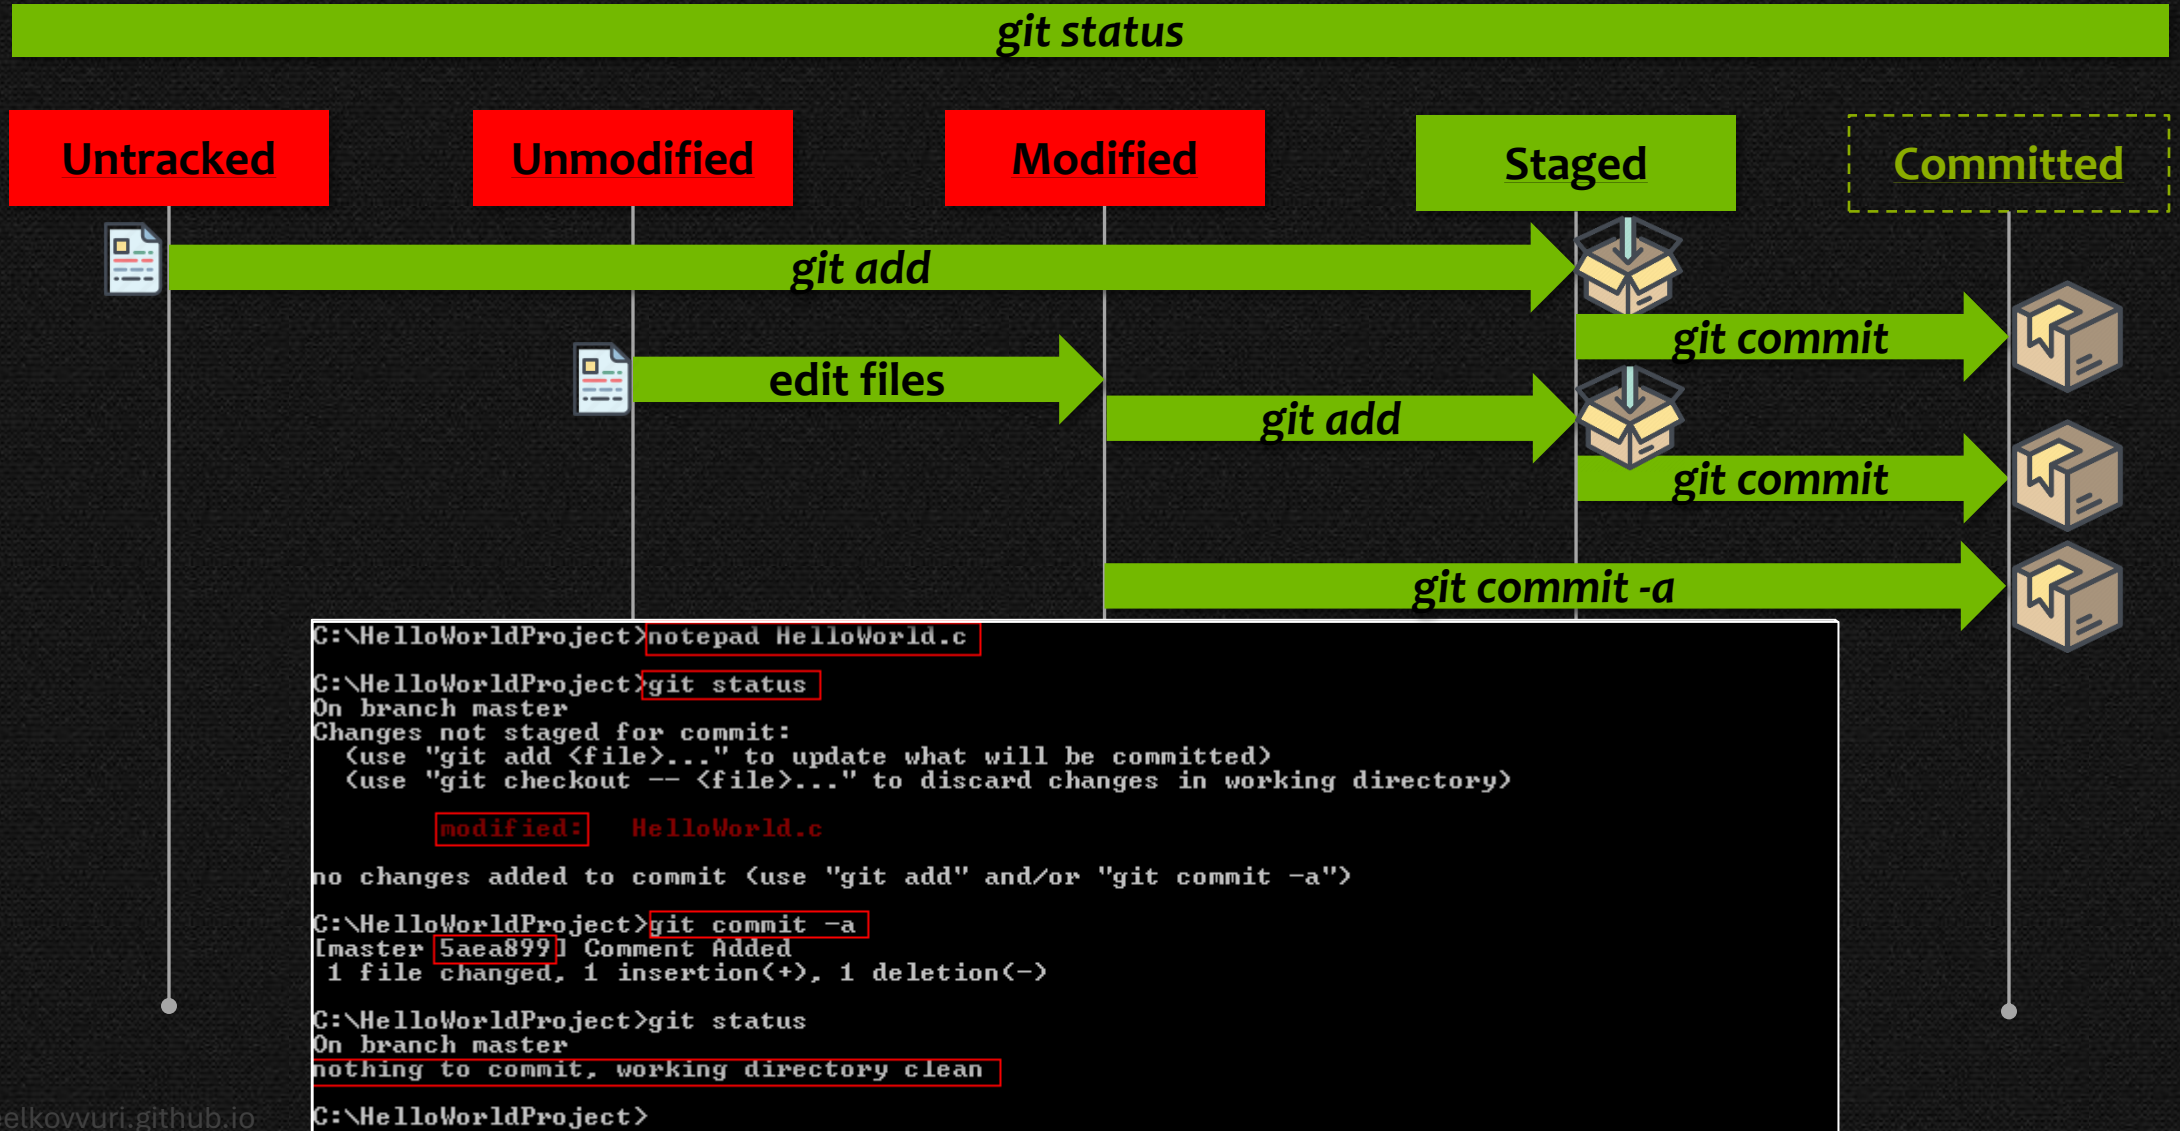 git status
Untracked
Unmodified
Modified
Staged
Committed
git add
git commit
edit files
git add
git commit
git commit -a
C:\HelloWorldProject>notepad HelloWorld.c
C:\HelloWorldProject>git status
On branch master
Changes not staged for commit:
(use "git add <file>..." to update what will be committed)
(use "git checkout -- <file>..." to discard changes in working directory)
modified: HelloWorld.c
no changes added to commit (use "git add" and/or "git commit -a")
C:\HelloWorldProject>git commit -a
[master 5aea899] Comment Added
1 file changed, 1 insertion(+), 1 deletion(-)
C:\HelloWorldProject>git status
On branch master
nothing to commit, working directory clean
C:\HelloWorldProject>
elkovvuri.github.io